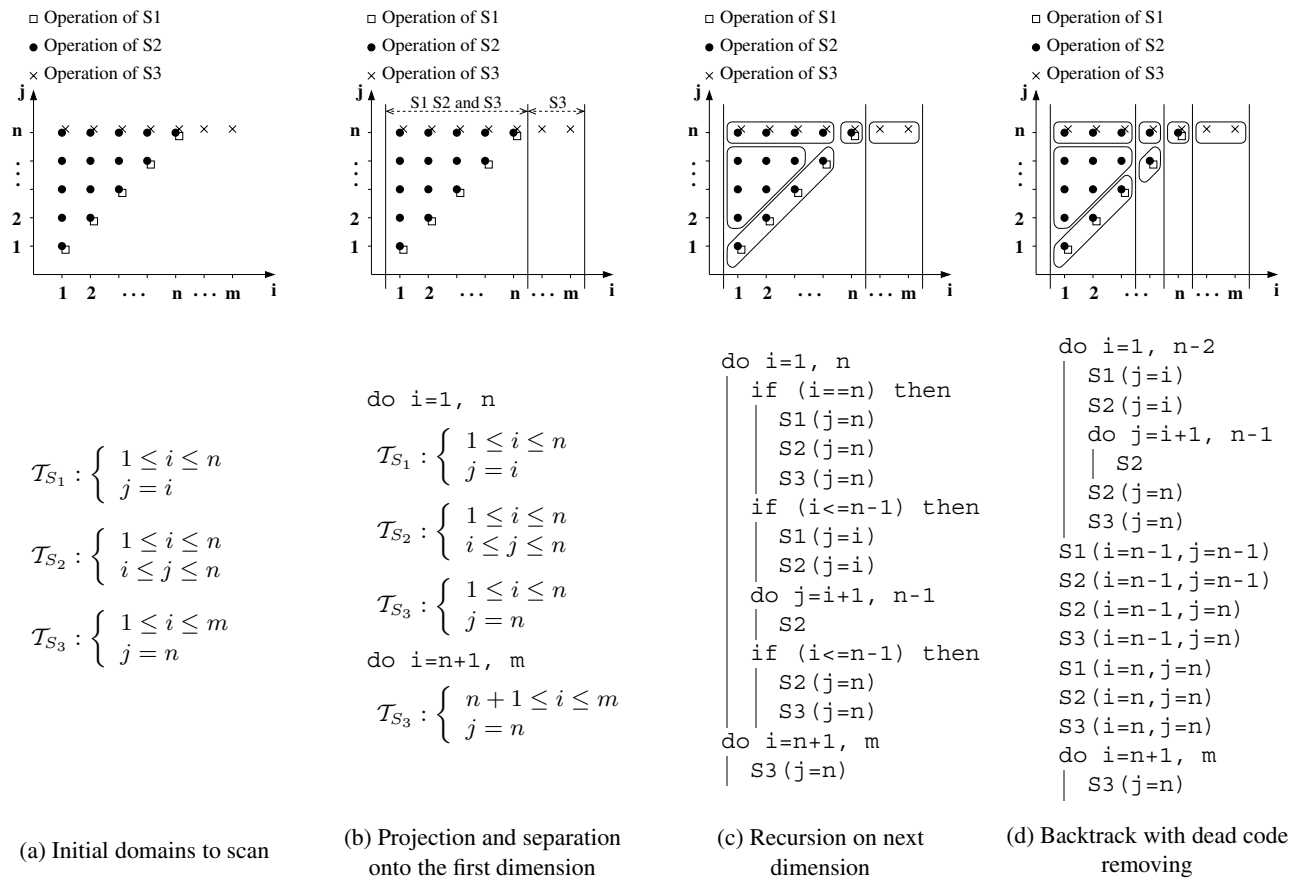 □ Operation of S1
● Operation of S2
× Operation of S3
j
n
⋮
2
1
1 2 ··· n ··· m i
𝒯S1 : { 1 ≤ i ≤ n
j = i
𝒯S2 : { 1 ≤ i ≤ n
i ≤ j ≤ n
𝒯S3 : { 1 ≤ i ≤ m
j = n
(a) Initial domains to scan
□ Operation of S1
● Operation of S2
× Operation of S3
j S1 S2 and S3 S3
n
⋮
2
1
1 2 ··· n ··· m i
do i=1, n
𝒯S1 : { 1 ≤ i ≤ n
j = i
𝒯S2 : { 1 ≤ i ≤ n
i ≤ j ≤ n
𝒯S3 : { 1 ≤ i ≤ n
j = n
do i=n+1, m
𝒯S3 : { n + 1 ≤ i ≤ m
j = n
(b) Projection and separation
onto the first dimension
□ Operation of S1
● Operation of S2
× Operation of S3
j
n
⋮
2
1
1 2 ··· n ··· m i
do i=1, n
if (i==n) then
S1(j=n)
S2(j=n)
S3(j=n)
if (i<=n-1) then
S1(j=i)
S2(j=i)
do j=i+1, n-1
S2
if (i<=n-1) then
S2(j=n)
S3(j=n)
do i=n+1, m
S3(j=n)
(c) Recursion on next
dimension
□ Operation of S1
● Operation of S2
× Operation of S3
j
n
⋮
2
1
1 2 ··· n ··· m i
do i=1, n-2
S1(j=i)
S2(j=i)
do j=i+1, n-1
S2
S2(j=n)
S3(j=n)
S1(i=n-1,j=n-1)
S2(i=n-1,j=n-1)
S2(i=n-1,j=n)
S3(i=n-1,j=n)
S1(i=n,j=n)
S2(i=n,j=n)
S3(i=n,j=n)
do i=n+1, m
S3(j=n)
(d) Backtrack with dead code
removing